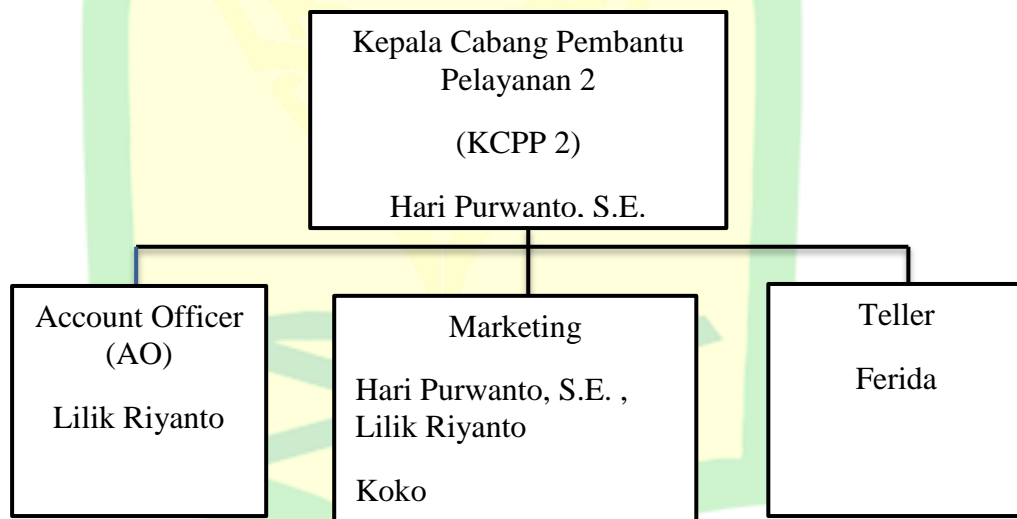 Kepala Cabang Pembantu
Pelayanan 2
(KCPP 2)
Hari Purwanto, S.E.
Account Officer
(AO)
Lilik Riyanto
Marketing
Hari Purwanto, S.E. ,
Lilik Riyanto
Koko
Teller
Ferida